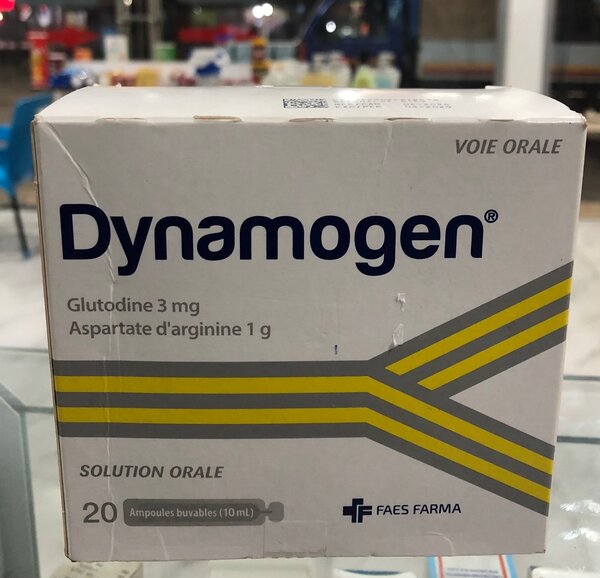 VOIE ORALE
Dynamogen®
Glutodine 3 mg
Aspartate d'arginine 1 g
SOLUTION ORALE
20 Ampoules buvables (10 mL)
FAES FARMA